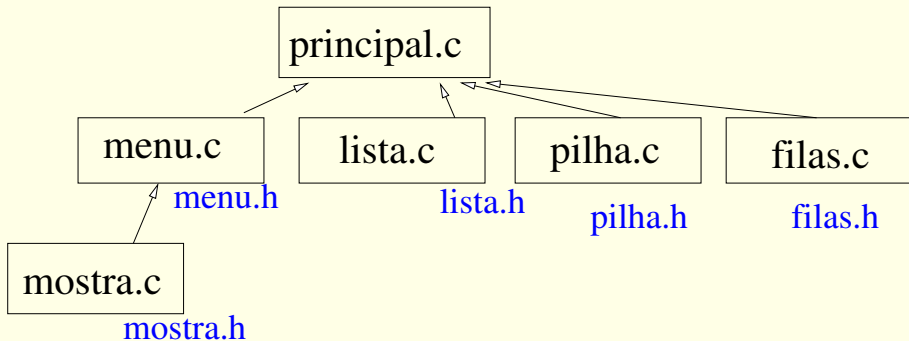 principal.c
menu.c
lista.c
pilha.c
filas.c
menu.h
lista.h
pilha.h
filas.h
mostra.c
mostra.h